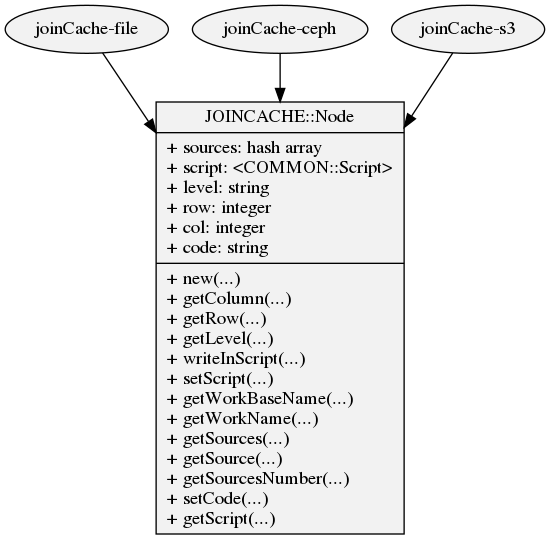 joinCache-file joinCache-ceph joinCache-s3
JOINCACHE::Node
+ sources: hash array
+ script: <COMMON::Script>
+ level: string
+ row: integer
+ col: integer
+ code: string
+ new(...)
+ getColumn(...)
+ getRow(...)
+ getLevel(...)
+ writeInScript(...)
+ setScript(...)
+ getWorkBaseName(...)
+ getWorkName(...)
+ getSources(...)
+ getSource(...)
+ getSourcesNumber(...)
+ setCode(...)
+ getScript(...)